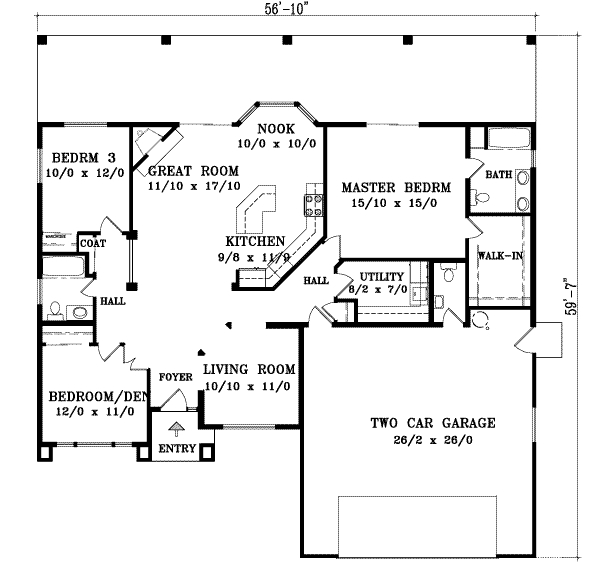 56'-10"
NOOK
10/0 x 10/0
BEDRM 3
10/0 x 12/0
GREAT ROOM
11/10 x 17/10
MASTER BEDRM
15/10 x 15/0
BATH
WARDROBE
COAT
KITCHEN
9/8 x 11/9
WALK-IN
HALL
UTILITY
8/2 x 7/0
HALL
59'-7"
FOYER
LIVING ROOM
10/10 x 11/0
BEDROOM/DEN
12/0 x 11/0
TWO CAR GARAGE
26/2 x 26/0
ENTRY